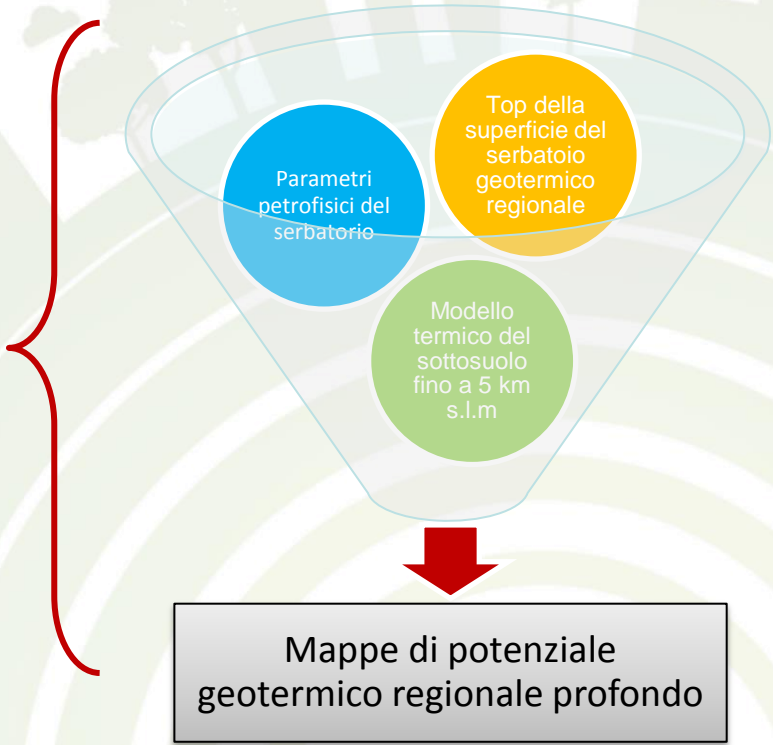 Top della
superficie del
serbatoio
geotermico
regionale
Parametri
petrofisici del
serbatorio
Modello
termico del
sottosuolo
fino a 5 km
s.l.m
Mappe di potenziale
geotermico regionale profondo